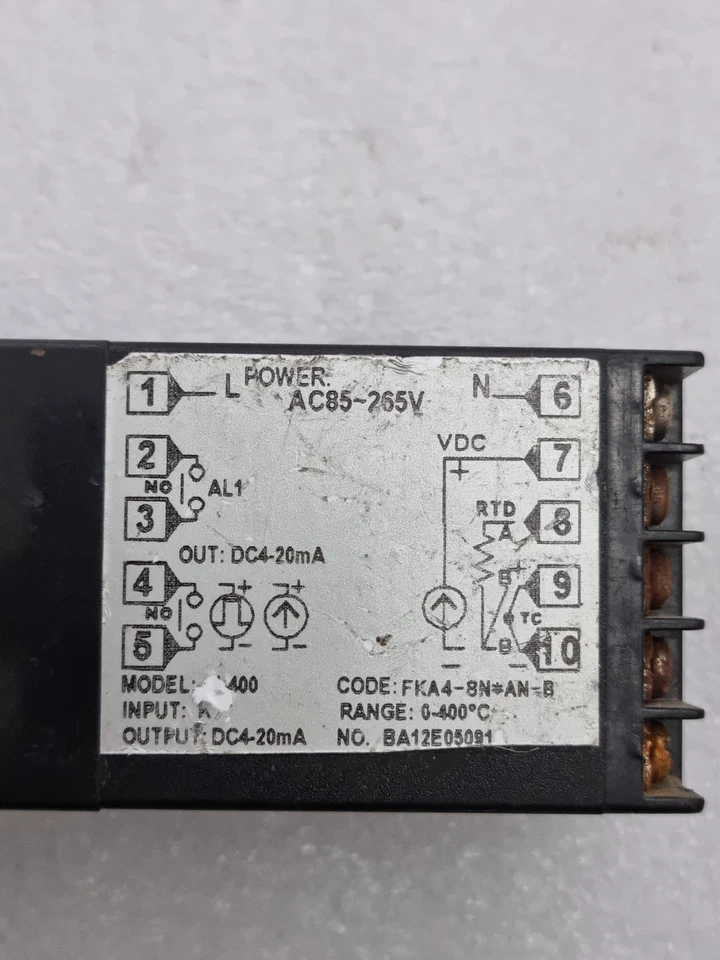 1 L POWER: N 6
AC85~265V
2 VDC 7
+
NO AL1
3 RTD 8
A
OUT: DC4-20mA
4 + + B + 9
NO TC
5 - - - B - 10
MODEL: 400 CODE: FKA4-8N*AN-B
INPUT: K RANGE: 0-400°C
OUTPUT: DC4-20mA NO. BA12E05091